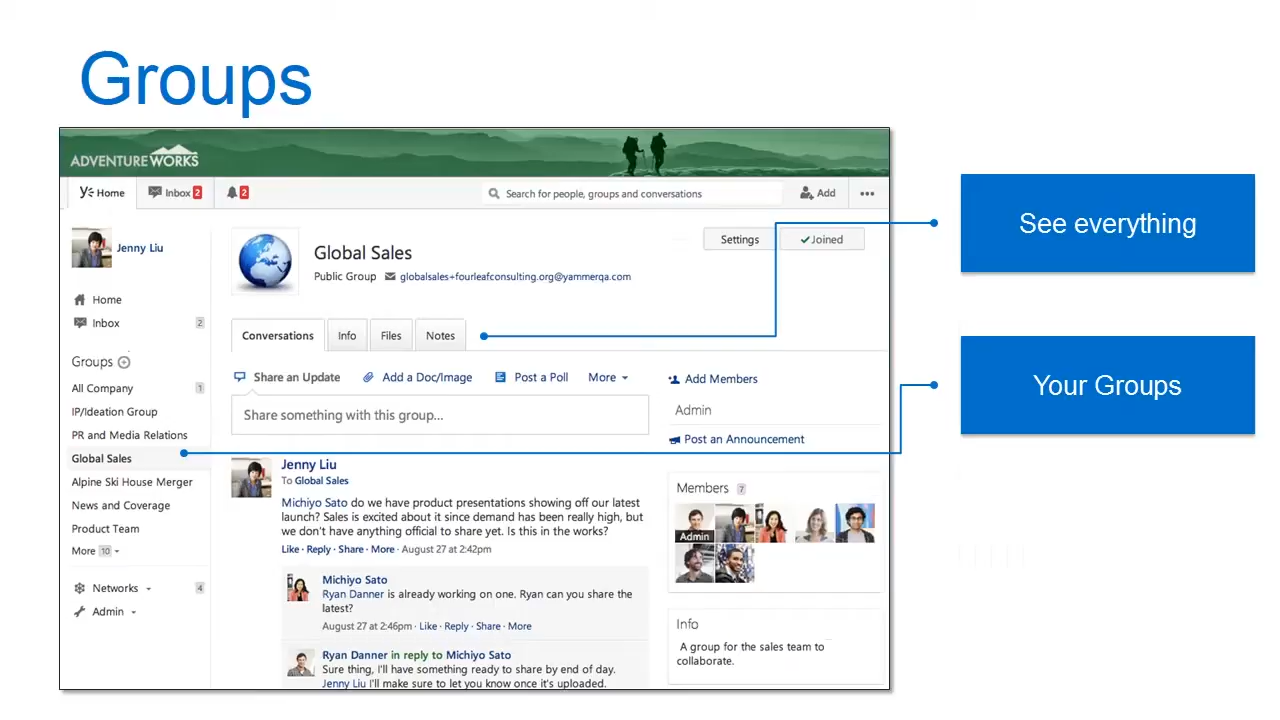 Groups
ADVENTURE WORKS
Home
Inbox 2
2
Search for people, groups and conversations
Add
Jenny Liu
Home
Inbox 2
Groups
All Company 1
IP/Ideation Group
PR and Media Relations
Global Sales
Alpine Ski House Merger
News and Coverage
Product Team
More 10
Networks 4
Admin
Global Sales
Public Group globalsales+fourleafconsulting.org@yammerqa.com
Settings
Joined
Conversations Info Files Notes
Share an Update Add a Doc/Image Post a Poll More
Share something with this group...
Jenny Liu
To Global Sales
Michiyo Sato do we have product presentations showing off our latest
launch? Sales is excited about it since demand has been really high, but
we don't have anything official to share yet. Is this in the works?
Like · Reply · Share · More · August 27 at 2:42pm
Michiyo Sato
Ryan Danner is already working on one. Ryan can you share the
latest?
August 27 at 2:46pm · Like · Reply · Share · More
Ryan Danner in reply to Michiyo Sato
Sure thing, I'll have something ready to share by end of day.
Jenny Liu I'll make sure to let you know once it's uploaded.
Add Members
Admin
Post an Announcement
Members 7
Admin
Info
A group for the sales team to
collaborate.
See everything
Your Groups